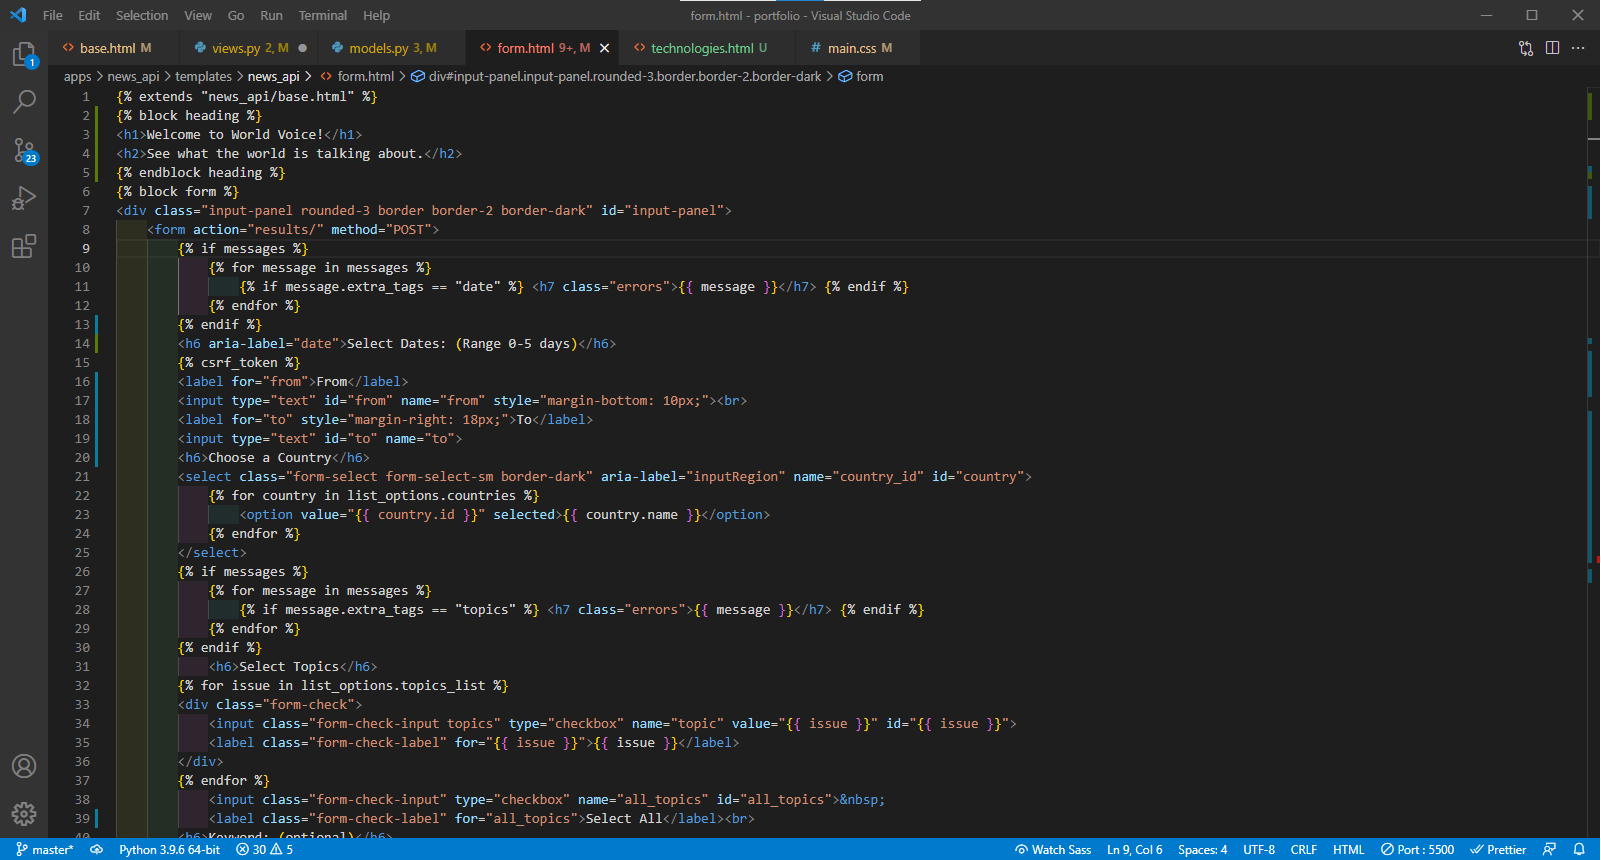 File Edit Selection View Go Run Terminal Help form.html - portfolio - Visual Studio Code
base.html M views.py 2, M models.py 3, M form.html 9+, M technologies.html U # main.css M
apps > news_api > templates > news_api > form.html > div#input-panel.input-panel.rounded-3.border.border-2.border-dark > form
1
23
1 {% extends "news_api/base.html" %}
2 {% block heading %}
3 <h1>Welcome to World Voice!</h1>
4 <h2>See what the world is talking about.</h2>
5 {% endblock heading %}
6 {% block form %}
7 <div class="input-panel rounded-3 border border-2 border-dark" id="input-panel">
8 <form action="results/" method="POST">
9 {% if messages %}
10 {% for message in messages %}
11 {% if message.extra_tags == "date" %} <h7 class="errors">{{ message }}</h7> {% endif %}
12 {% endfor %}
13 {% endif %}
14 <h6 aria-label="date">Select Dates: (Range 0-5 days)</h6>
15 {% csrf_token %}
16 <label for="from">From</label>
17 <input type="text" id="from" name="from" style="margin-bottom: 10px;"><br>
18 <label for="to" style="margin-right: 18px;">To</label>
19 <input type="text" id="to" name="to">
20 <h6>Choose a Country</h6>
21 <select class="form-select form-select-sm border-dark" aria-label="inputRegion" name="country_id" id="country">
22 {% for country in list_options.countries %}
23 <option value="{{ country.id }}" selected>{{ country.name }}</option>
24 {% endfor %}
25 </select>
26 {% if messages %}
27 {% for message in messages %}
28 {% if message.extra_tags == "topics" %} <h7 class="errors">{{ message }}</h7> {% endif %}
29 {% endfor %}
30 {% endif %}
31 <h6>Select Topics</h6>
32 {% for issue in list_options.topics_list %}
33 <div class="form-check">
34 <input class="form-check-input topics" type="checkbox" name="topic" value="{{ issue }}" id="{{ issue }}">
35 <label class="form-check-label" for="{{ issue }}">{{ issue }}</label>
36 </div>
37 {% endfor %}
38 <input class="form-check-input" type="checkbox" name="all_topics" id="all_topics">&nbsp;
39 <label class="form-check-label" for="all_topics">Select All</label><br>
40 <h6>Keyword: (optional)</h6>
master* Python 3.9.6 64-bit 30 5 Watch Sass Ln 9, Col 6 Spaces: 4 UTF-8 CRLF HTML Port : 5500 Prettier